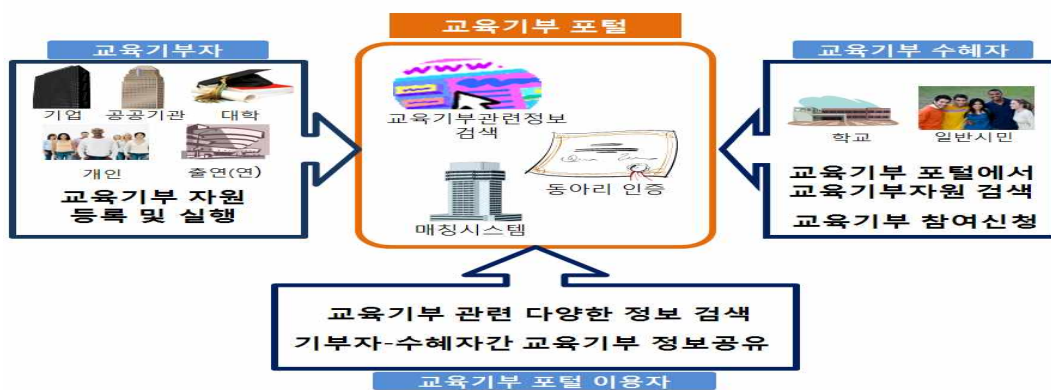 교육기부 포털
교육기부자
기업
공공기관
대학
개인
출연(연)
교육기부 자원
등록 및 실행
www.
교육기부관련정보
검색
동아리 인증
매칭시스템
교육기부 수혜자
학교
일반시민
교육기부 포털에서
교육기부자원 검색
교육기부 참여신청
교육기부 관련 다양한 정보 검색
기부자-수혜자간 교육기부 정보공유
교육기부 포털 이용자